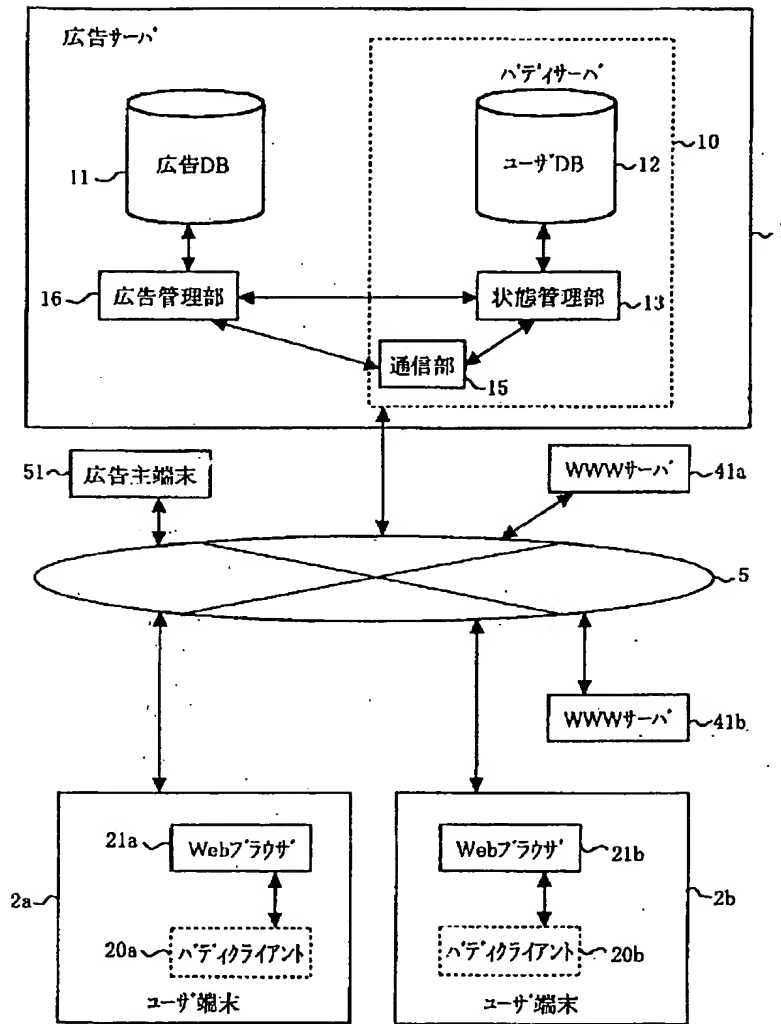 広告サーバ
バディサーバ
10
11
広告DB
ユーザDB
12
16
広告管理部
状態管理部
13
通信部
15
51
広告主端末
WWWサーバ
41a
5
WWWサーバ
41b
21a
Webブラウザ
Webブラウザ
21b
2a
2b
20a
バディクライアント
バディクライアント
20b
ユーザ端末
ユーザ端末